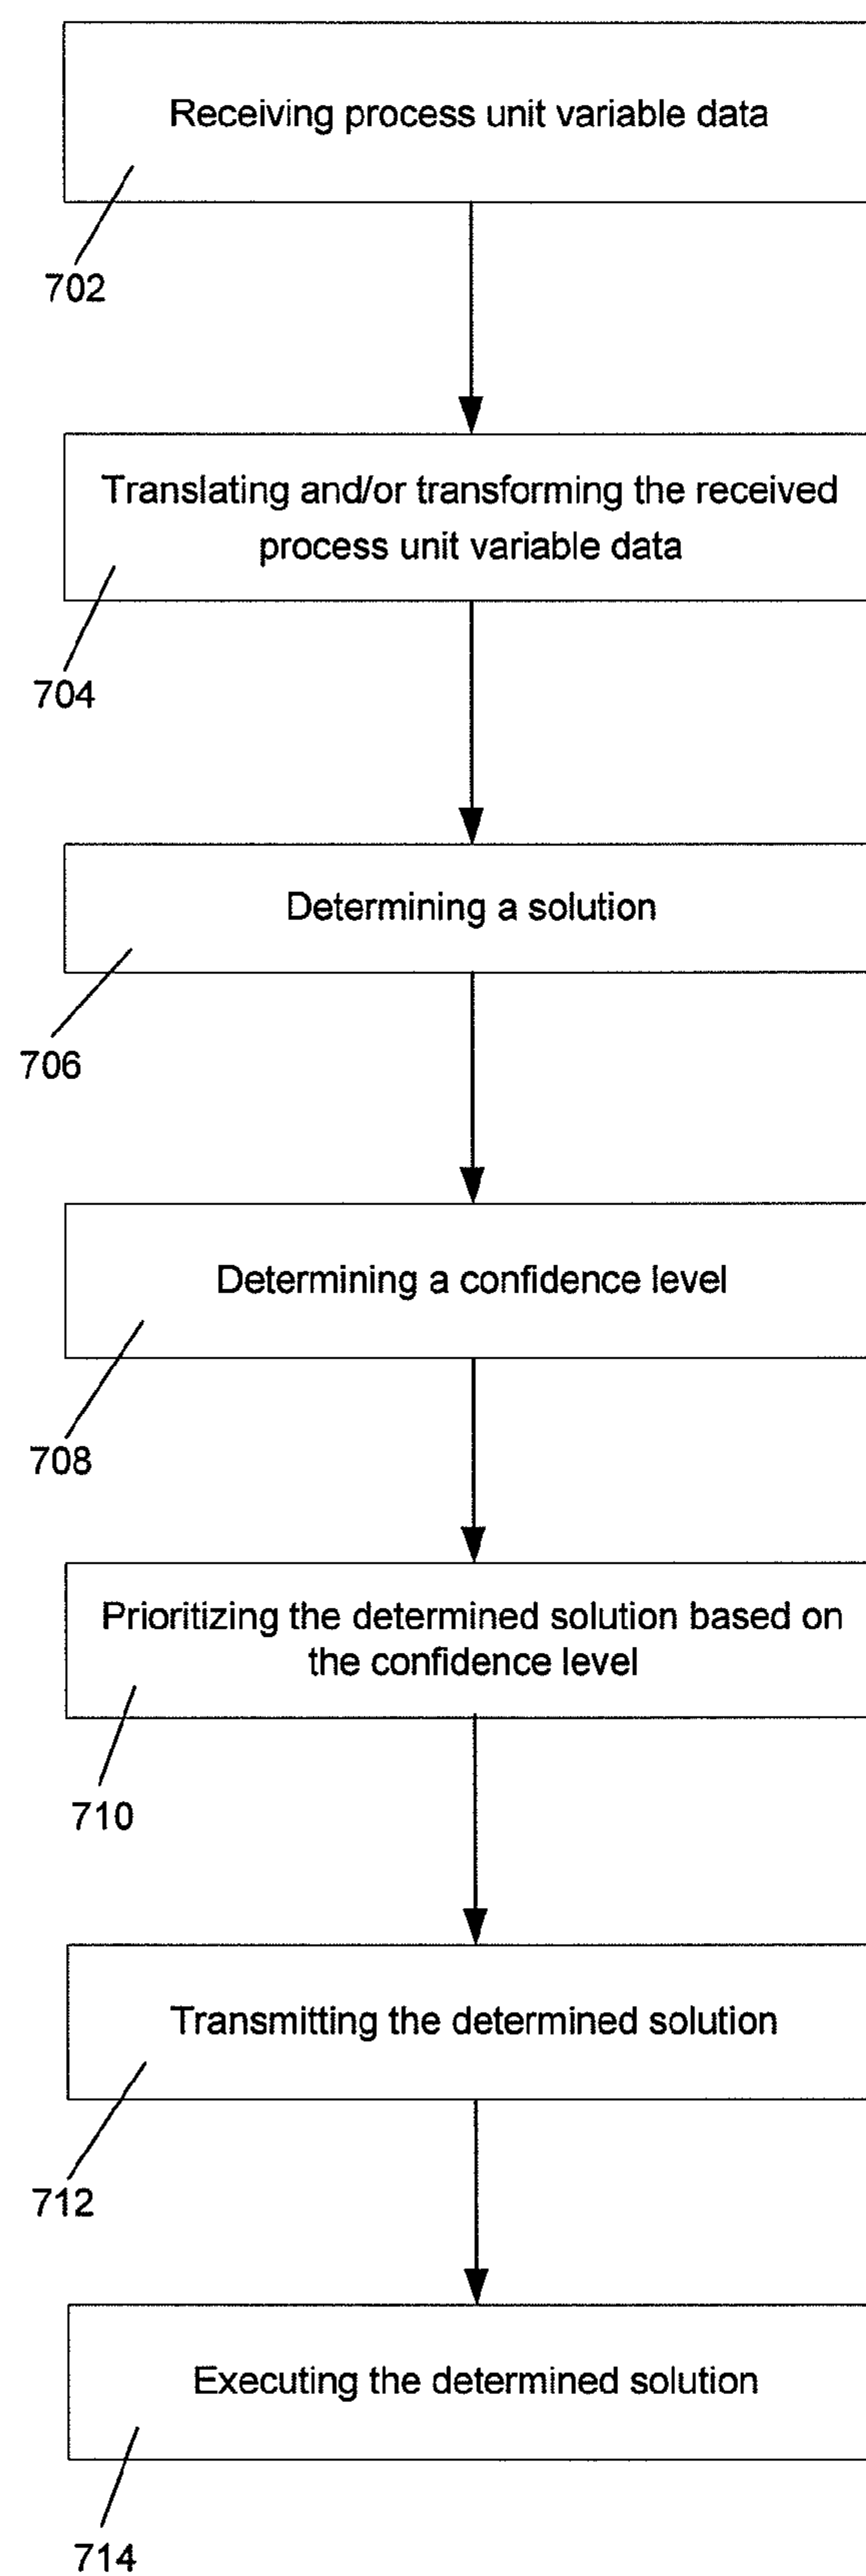 Receiving process unit variable data
702
Translating and/or transforming the received
process unit variable data
704
Determining a solution
706
Determining a confidence level
708
Prioritizing the determined solution based on
the confidence level
710
Transmitting the determined solution
712
Executing the determined solution
714